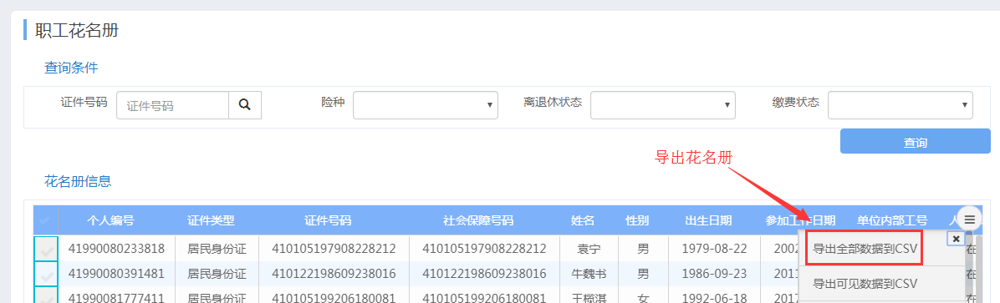 职工花名册
查询条件
证件号码 证件号码 险种 离退休状态 缴费状态
查询
导出花名册
花名册信息
个人编号 证件类型 证件号码 社会保障号码 姓名 性别 出生日期 参加工作日期 单位内部工号 人
41990080233818 居民身份证 410105197908228212 410105197908228212 袁宁 男 1979-08-22 2002 导出全部数据到CSV 在
41990080391481 居民身份证 410122198609238016 410122198609238016 牛魏书 男 1986-09-23 2011 导出可见数据到CSV 在
41990081777411 居民身份证 410105199206180081 410105199206180081 王榄淇 女 1992-06-18 2017 在